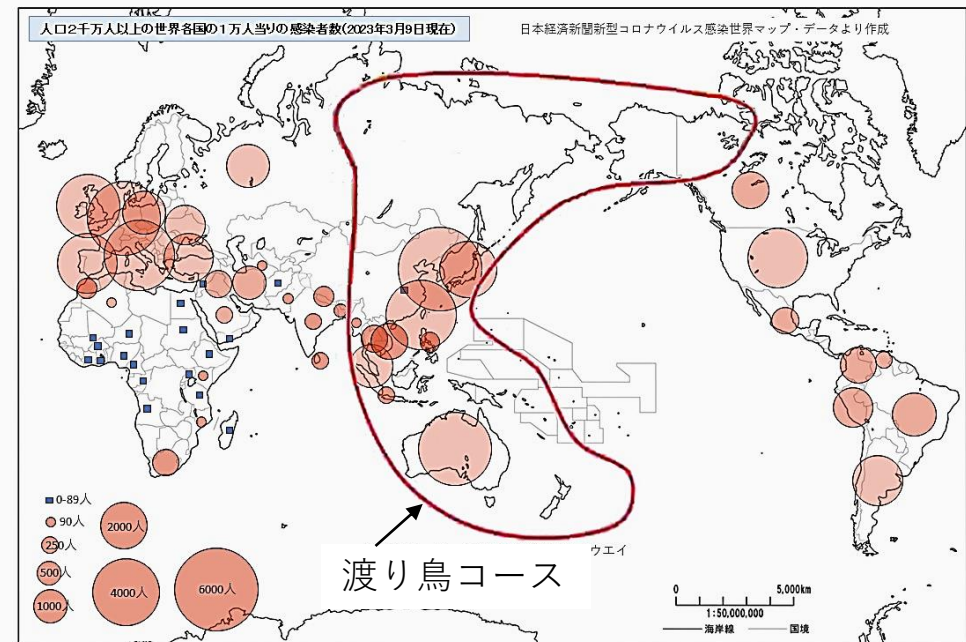 人口2千万人以上の世界各国の1万人当りの感染者数(2023年3月9日現在)
日本経済新聞新型コロナウイルス感染世界マップ・データより作成
0-89人
90人
250人
500人
1000人
2000人
4000人
6000人
渡り鳥コース
ウエイ
0 5,000km
1:50,000,000
海岸線 国境